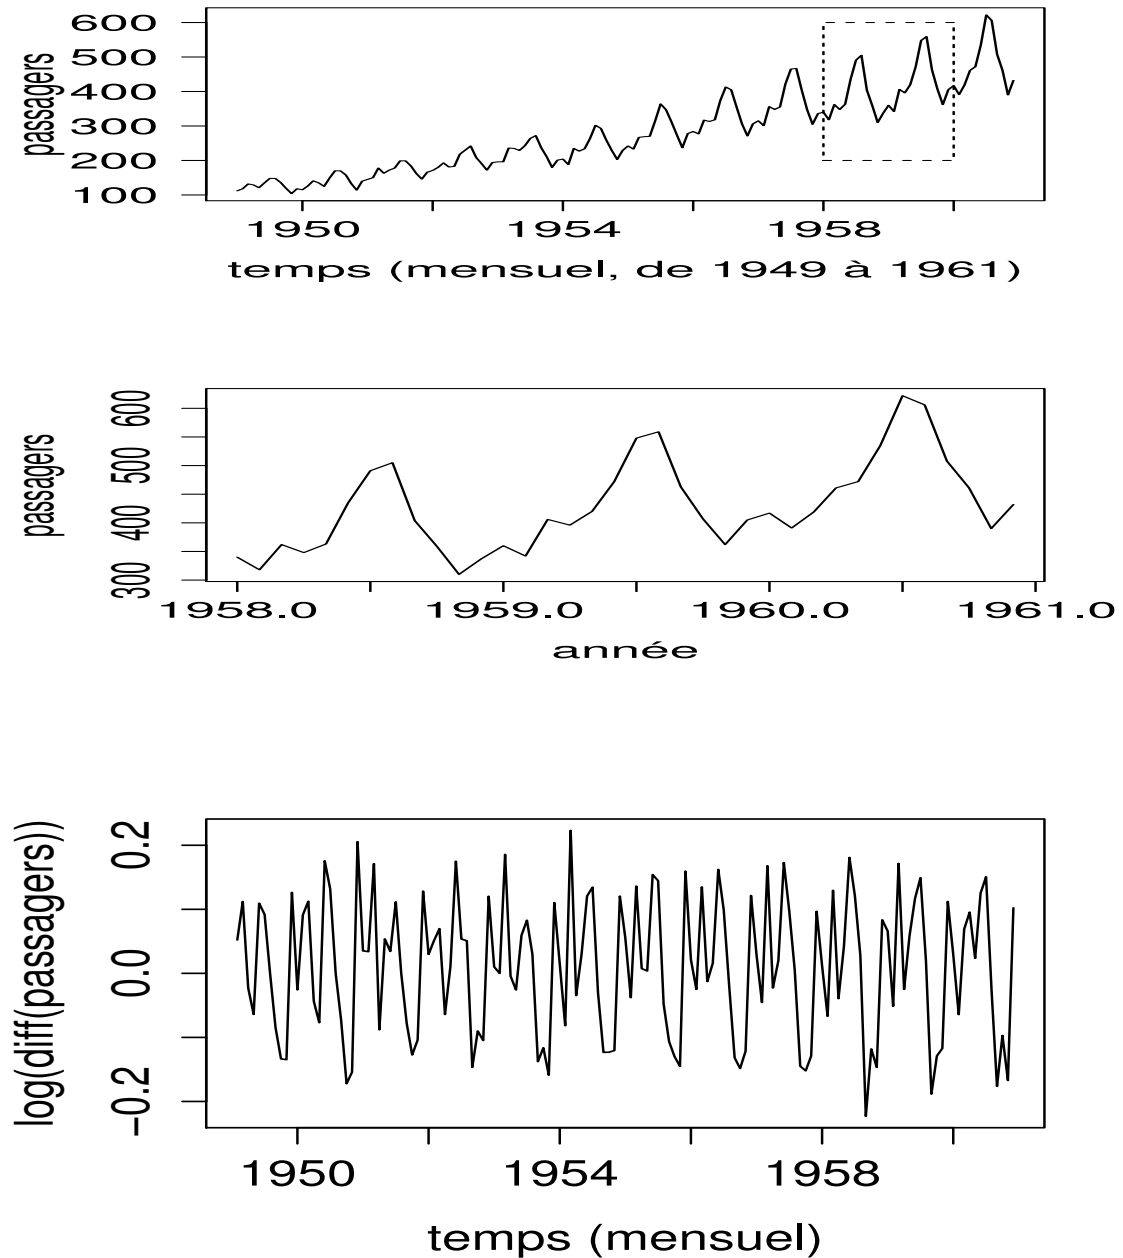 passagers
600
500
400
300
200
100
1950 1954 1958
temps (mensuel, de 1949 à 1961)
passagers
600
500
400
300
1958.0 1959.0 1960.0 1961.0
année
log(diff(passagers))
0.2
0.0
−0.2
1950 1954 1958
temps (mensuel)